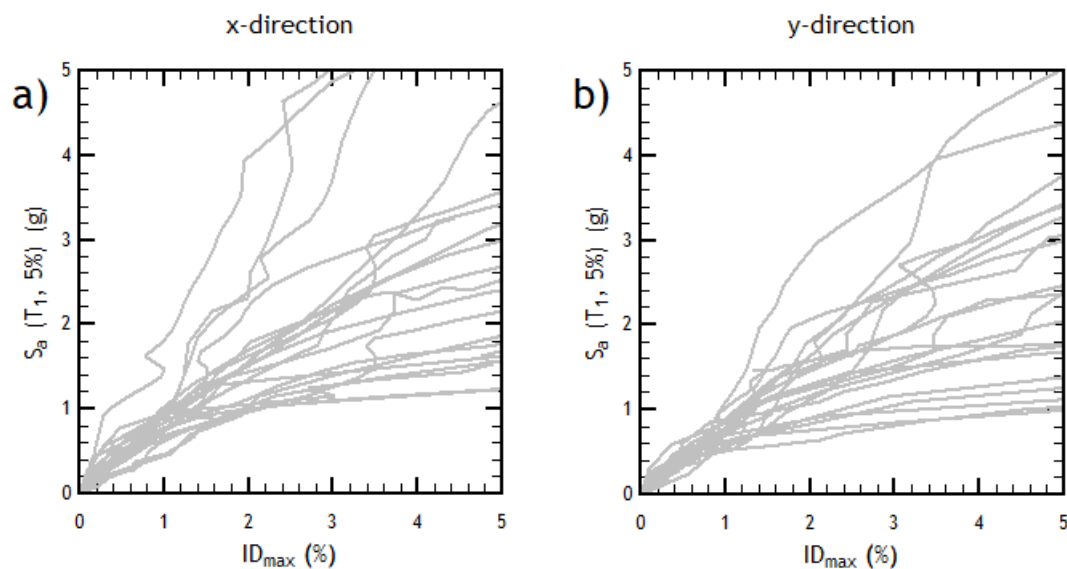 x-direction
y-direction
a)
b)
5
4
3
2
1
0
0 1 2 3 4 5
Sa (T1, 5%) (g)
IDmax (%)
5
4
3
2
1
0
0 1 2 3 4 5
Sa (T1, 5%) (g)
IDmax (%)